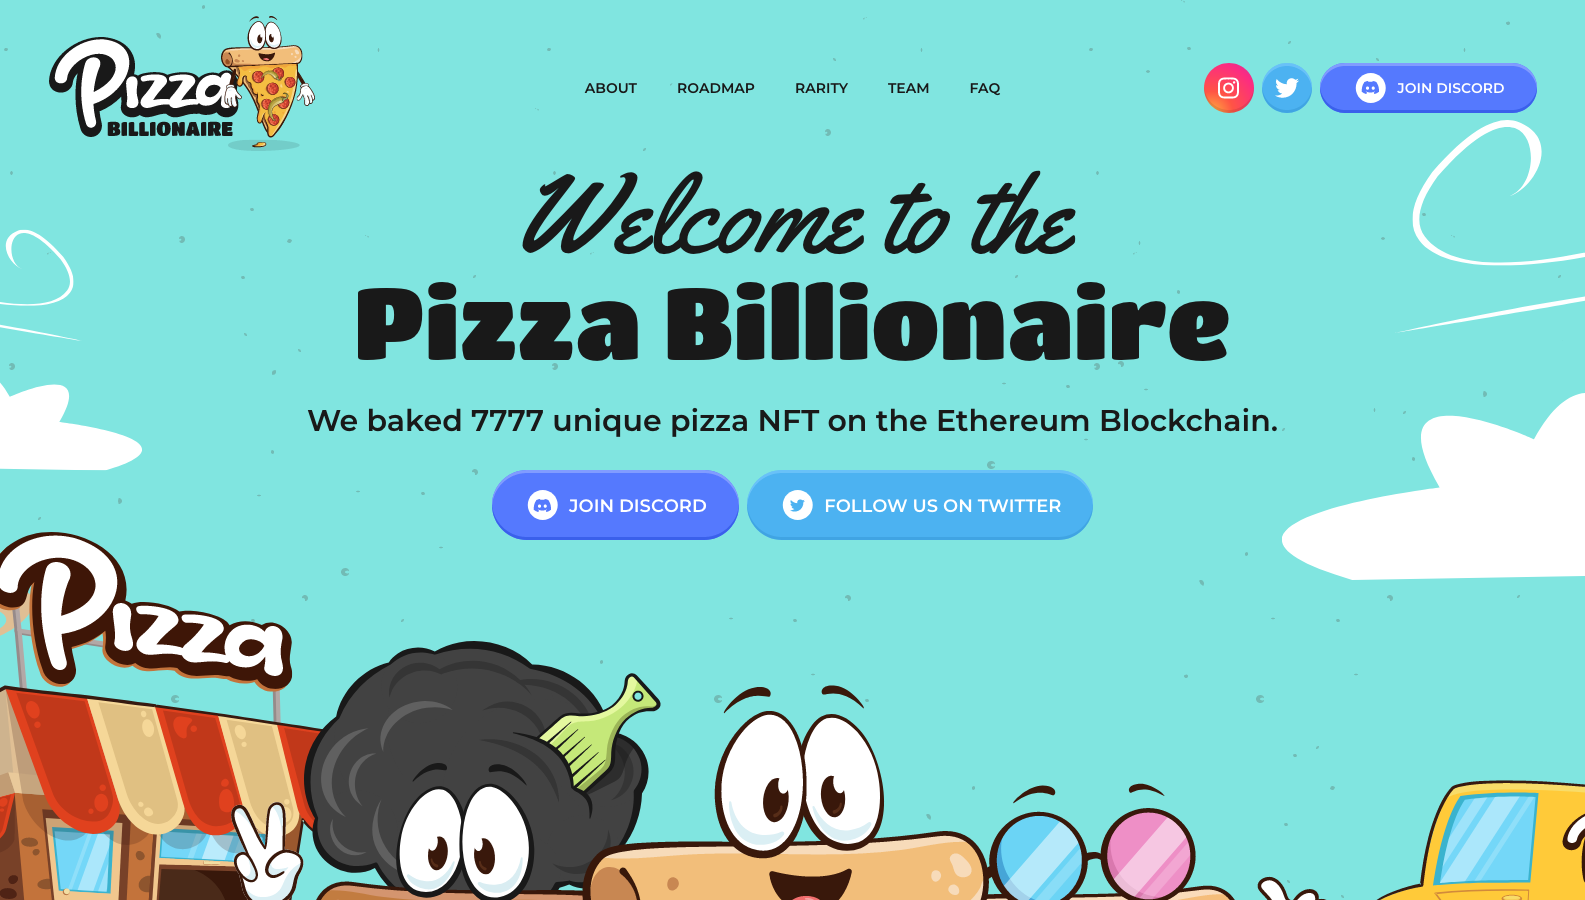 Pizza
BILLIONAIRE
ABOUT
ROADMAP
RARITY
TEAM
FAQ
JOIN DISCORD
Welcome to the
Pizza Billionaire
We baked 7777 unique pizza NFT on the Ethereum Blockchain.
JOIN DISCORD
FOLLOW US ON TWITTER
Pizza